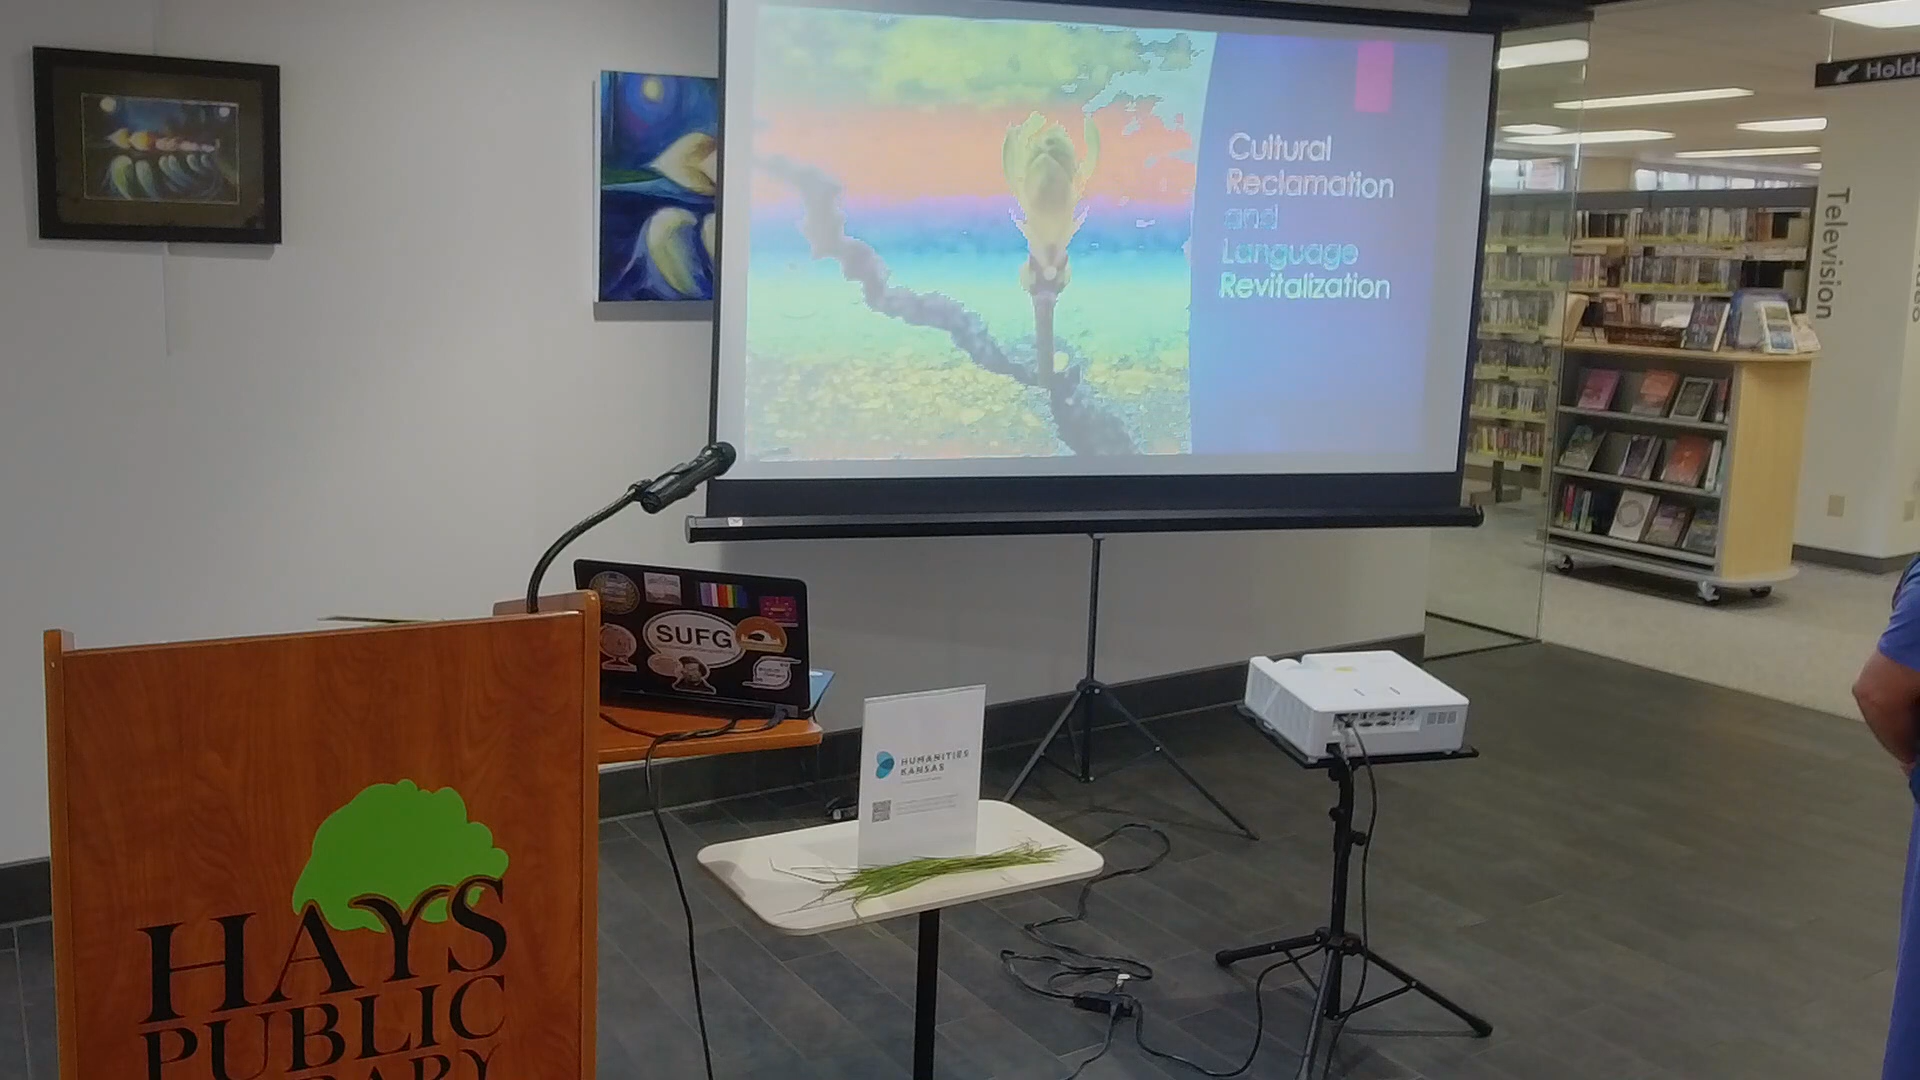 Cultural
Reclamation
and
Language
Revitalization
Holds
Television
SUFG
HUMANITIES
KANSAS
HAYS
PUBLIC